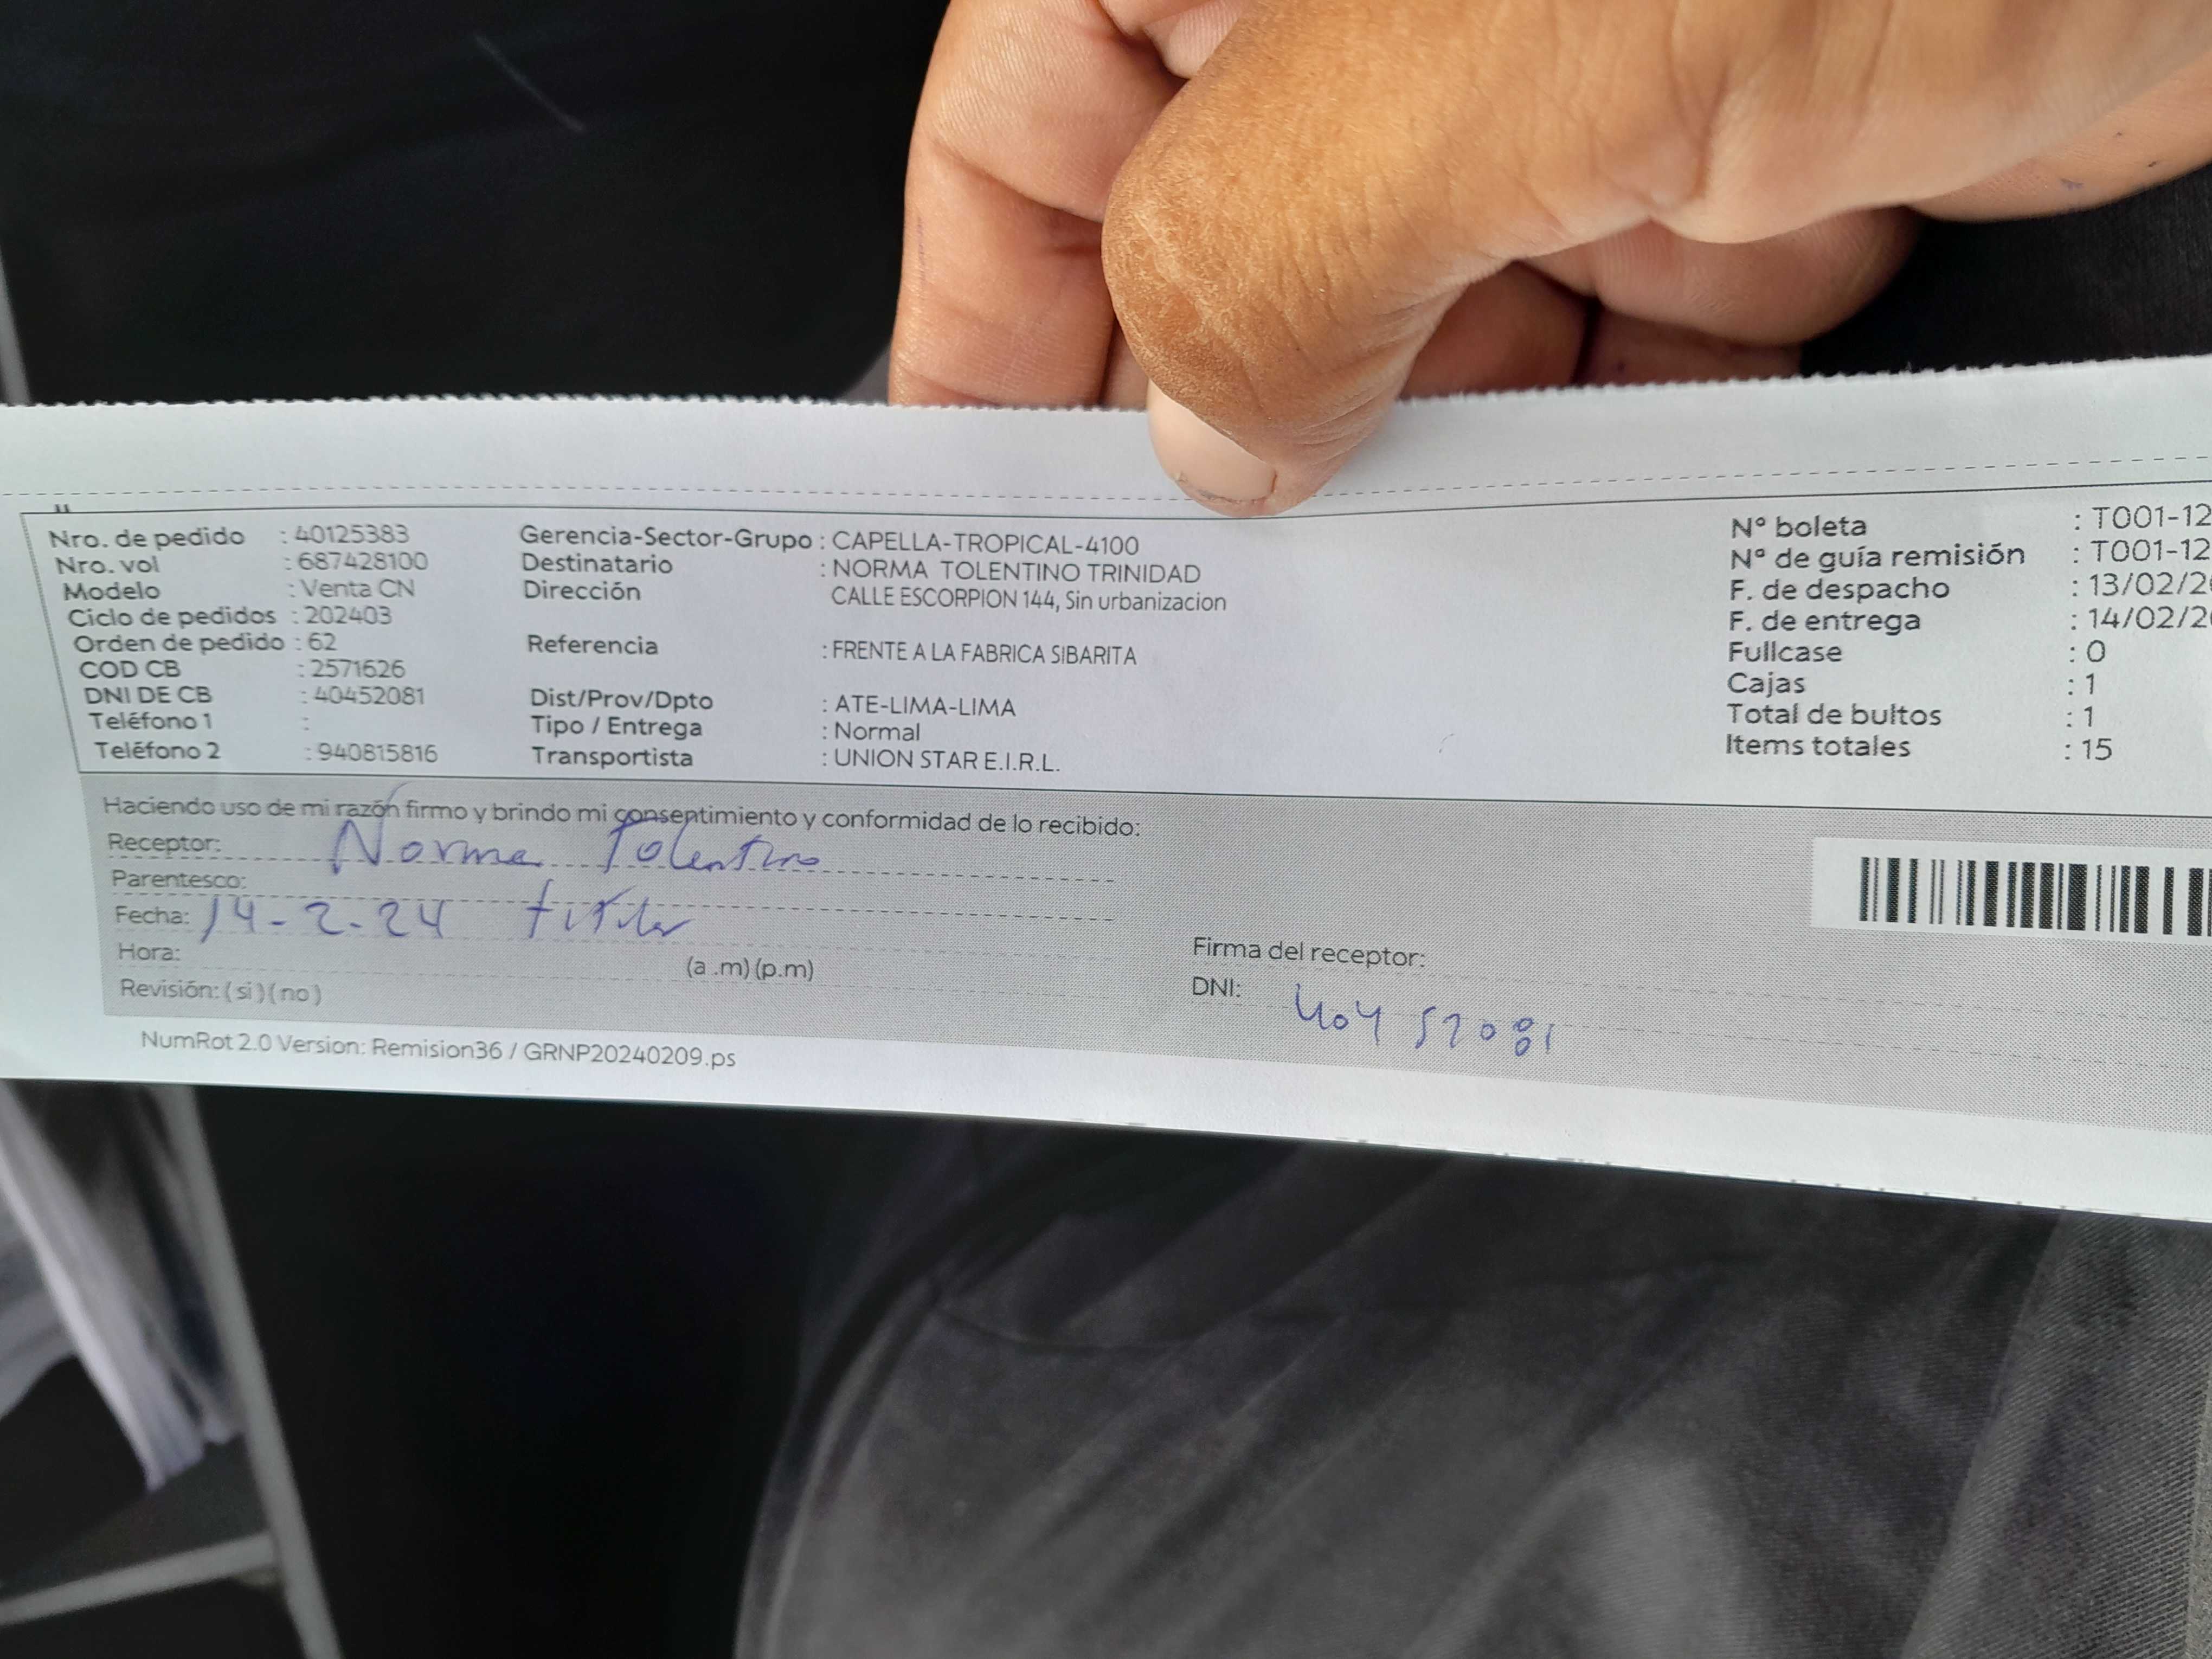 Nro. de pedido : 40125383
Nro. vol : 687428100
Modelo : Venta CN
Ciclo de pedidos : 202403
Orden de pedido : 62
COD CB : 2571626
DNI DE CB : 40452081
Teléfono 1 :
Teléfono 2 : 940815816
Gerencia-Sector-Grupo : CAPELLA-TROPICAL-4100
Destinatario : NORMA TOLENTINO TRINIDAD
Dirección CALLE ESCORPION 144, Sin urbanizacion
Referencia : FRENTE A LA FABRICA SIBARITA
Dist/Prov/Dpto : ATE-LIMA-LIMA
Tipo / Entrega : Normal
Transportista : UNION STAR E.I.R.L.
Nº boleta : T001-12
Nº de guía remisión : T001-12
F. de despacho : 13/02/2
F. de entrega : 14/02/2
Fullcase : 0
Cajas : 1
Total de bultos : 1
Items totales : 15
Haciendo uso de mi razón firmo y brindo mi consentimiento y conformidad de lo recibido:
Receptor: Norma Tolentino
Parentesco:
Fecha: 14-2-24 titular
Hora: (a .m) (p.m)
Revisión: ( si ) ( no )
Firma del receptor:
DNI: 40452081
NumRot 2.0 Version: Remision36 / GRNP20240209.ps